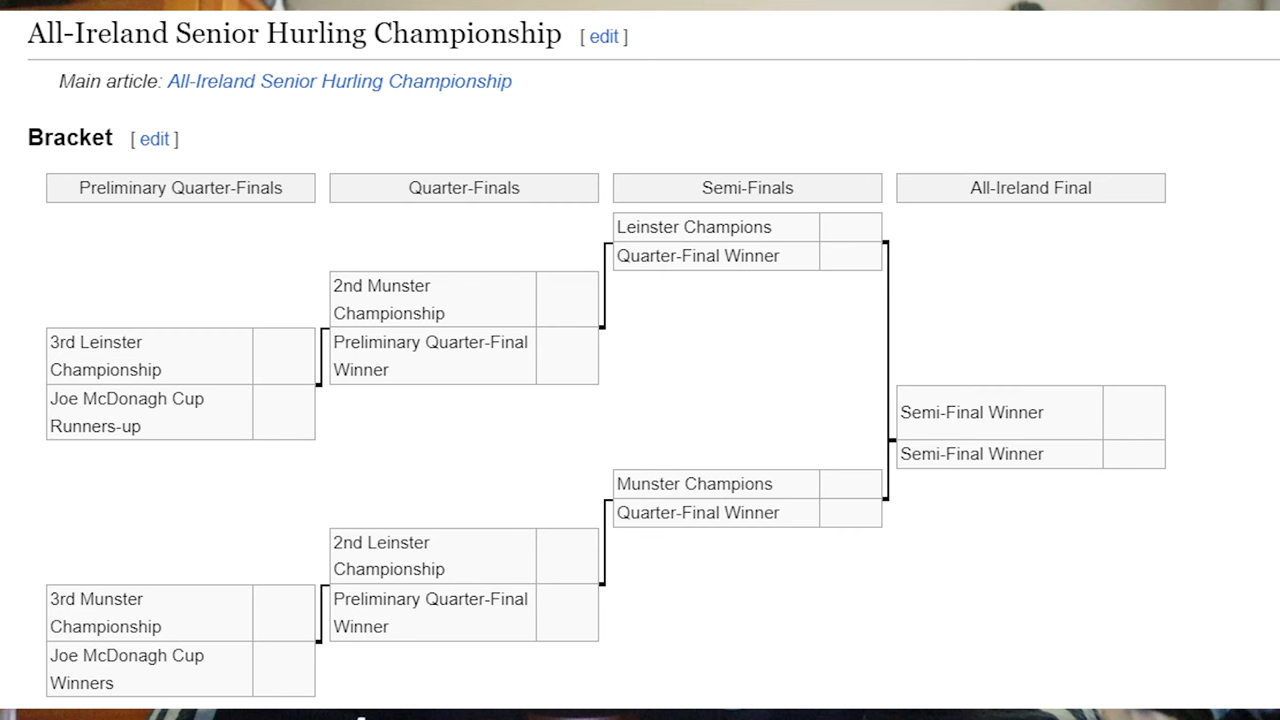 All-Ireland Senior Hurling Championship [ edit ]
Main article: All-Ireland Senior Hurling Championship
Bracket [ edit ]
Preliminary Quarter-Finals
Quarter-Finals
Semi-Finals
All-Ireland Final
Leinster Champions
Quarter-Final Winner
2nd Munster
Championship
Preliminary Quarter-Final
Winner
3rd Leinster
Championship
Joe McDonagh Cup
Runners-up
Semi-Final Winner
Semi-Final Winner
Munster Champions
Quarter-Final Winner
2nd Leinster
Championship
Preliminary Quarter-Final
Winner
3rd Munster
Championship
Joe McDonagh Cup
Winners